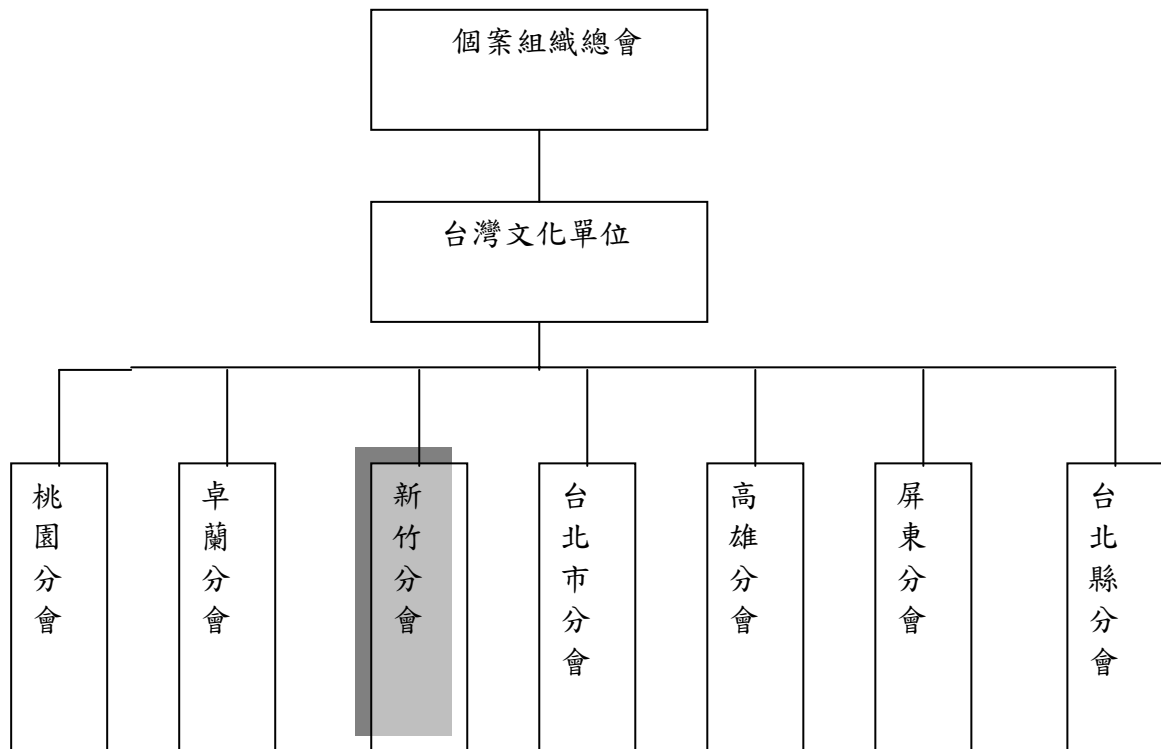 個案組織總會
台灣文化單位
桃園分會
卓蘭分會
新竹分會
台北市分會
高雄分會
屏東分會
台北縣分會